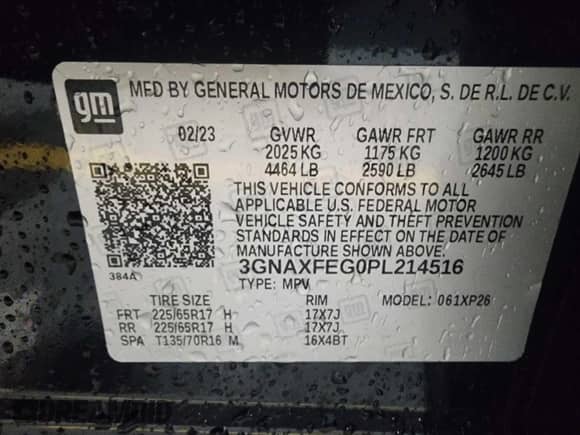 gm
MFD BY GENERAL MOTORS DE MEXICO, S. DE R.L. DE C.V.
02/23 GVWR GAWR FRT GAWR RR
2025 KG 1175 KG 1200 KG
4464 LB 2590 LB 2645 LB
THIS VEHICLE CONFORMS TO ALL
APPLICABLE U.S. FEDERAL MOTOR
VEHICLE SAFETY AND THEFT PREVENTION
STANDARDS IN EFFECT ON THE DATE OF
MANUFACTURE.
384A 3GNAXFEG0PL214516
TYPE: MPV
TIRE SIZE RIM MODEL: 061XP26
FRT 225/65R17 H 17X7J
RR 225/65R17 H 17X7J
SPA T135/70R16 M 16X4BT